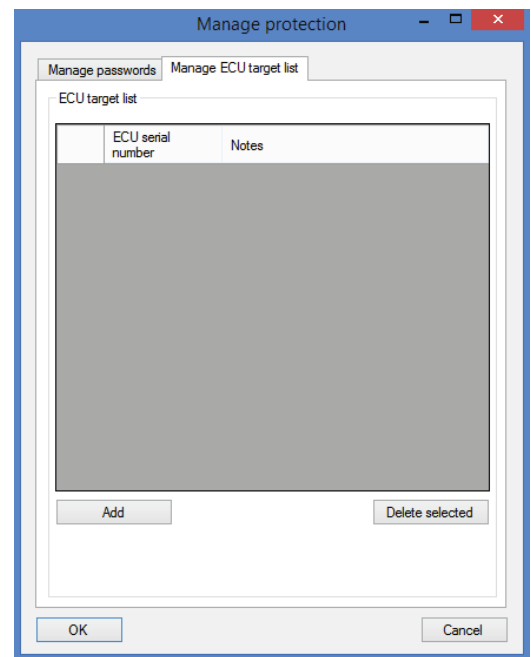 Manage protection
Manage passwords Manage ECU target list
ECU target list
ECU serial
number
Notes
Add Delete selected
OK Cancel